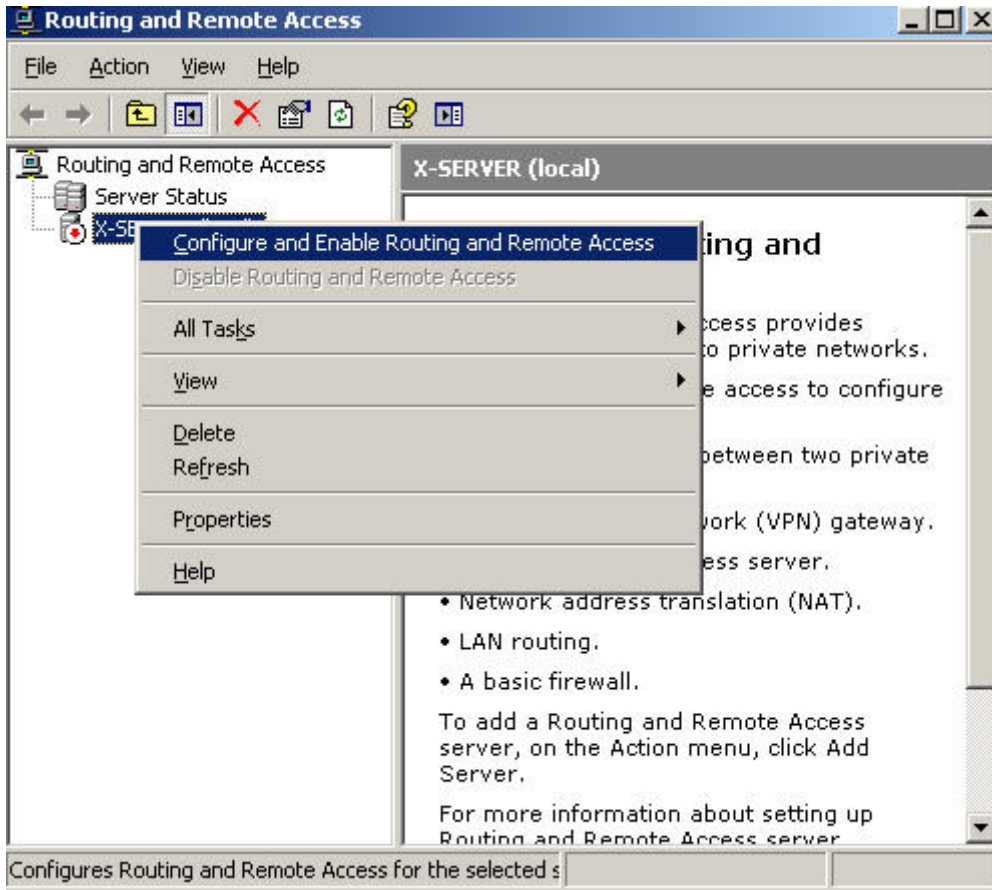 Routing and Remote Access
File Action View Help
Routing and Remote Access
Server Status
X-SERVER (local)
Configure and Enable Routing and Remote Access
Disable Routing and Remote Access
All Tasks
View
Delete
Refresh
Properties
Help
ing and
ccess provides
to private networks.
e access to configure
between two private
work (VPN) gateway.
ess server.
• Network address translation (NAT).
• LAN routing.
• A basic firewall.
To add a Routing and Remote Access
server, on the Action menu, click Add
Server.
For more information about setting up
Routing and Remote Access server
Configures Routing and Remote Access for the selected s